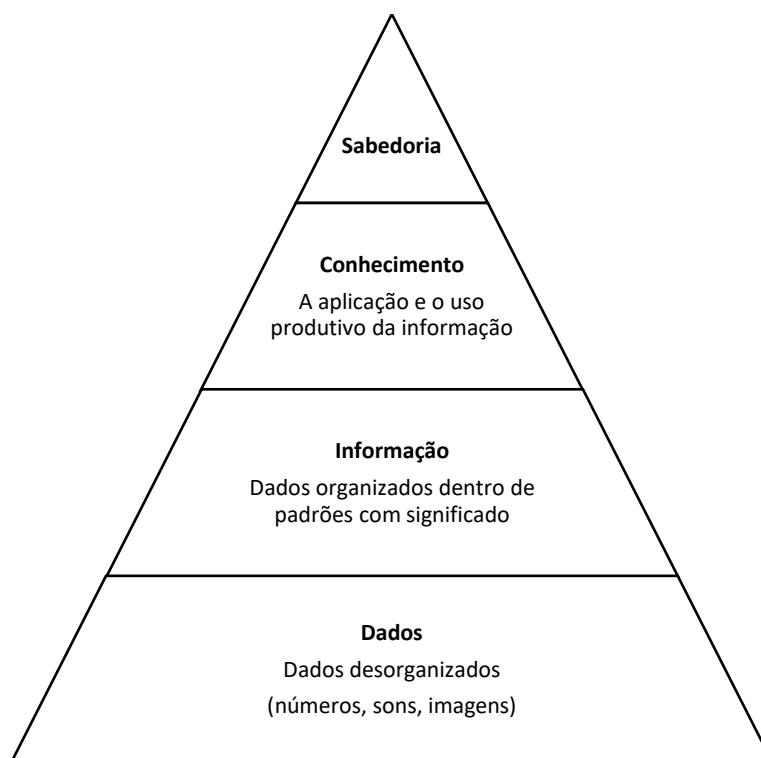 Sabedoria
Conhecimento
A aplicação e o uso
produtivo da informação
Informação
Dados organizados dentro de
padrões com significado
Dados
Dados desorganizados
(números, sons, imagens)